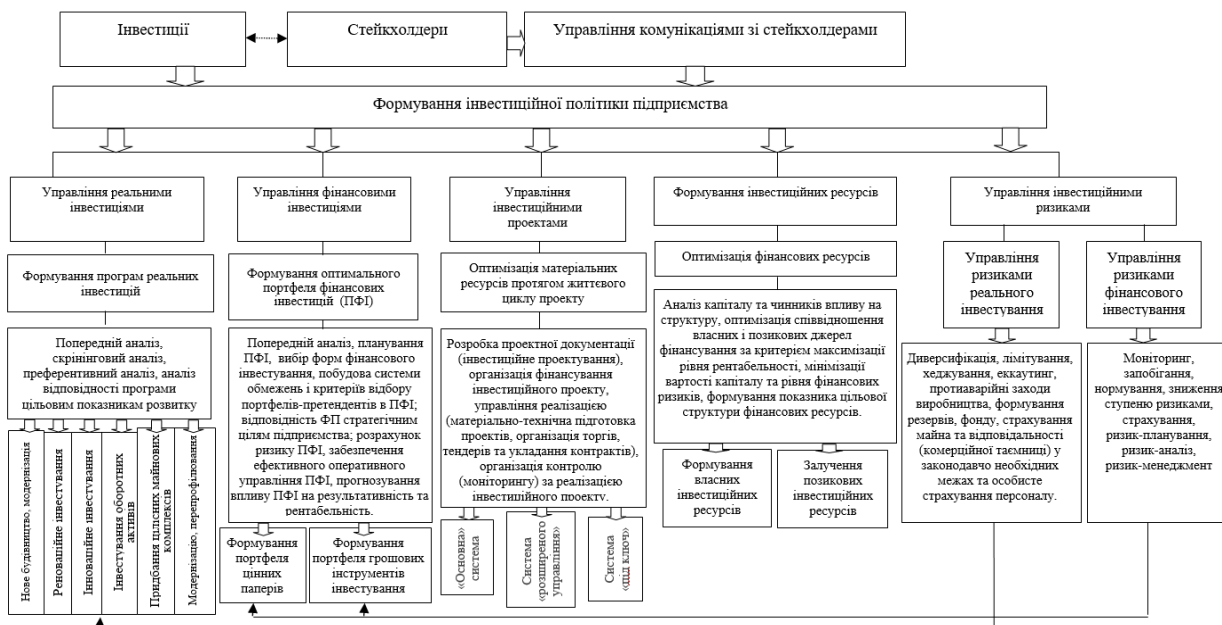 Інвестиції
Стейкхолдери
Управління комунікаціями зі стейкхолдерами
Формування інвестиційної політики підприємства
Управління реальними
інвестиціями
Управління фінансовими
інвестиціями
Управління
інвестиційними
проектами
Формування інвестиційних ресурсів
Управління інвестиційними
ризиками
Формування програм реальних
інвестицій
Формування оптимального
портфеля фінансових
інвестицій (ПФІ)
Оптимізація матеріальних
ресурсів протягом життєвого
циклу проекту
Оптимізація фінансових ресурсів
Управління
ризиками
реального
інвестування
Управління
ризиками
фінансового
інвестування
Попередній аналіз,
скрінінговий аналіз,
преферентивний аналіз, аналіз
відповідності програми
цільовим показникам розвитку
Попередній аналіз, планування
ПФІ, вибір форм фінансового
інвестування, побудова системи
обмежень і критеріїв відбору
портфелів-претендентів в ПФІ;
відповідність ФП стратегічним
цілям підприємства; розрахунок
ризику ПФІ, забезпечення
ефективного оперативного
управління ПФІ, прогнозування
впливу ПФІ на результативність та
рентабельність.
Розробка проектної документації
(інвестиційне проектування),
організація фінансування
інвестиційного проекту,
управління реалізацією
(матеріально-технічна підготовка
проектів, організація торгів,
тендерів та укладання контрактів),
організація контролю
(моніторингу) за реалізацією
інвестиційного проекту.
Аналіз капіталу та чинників впливу на
структуру, оптимізація співвідношення
власних і позикових джерел
фінансування за критерієм максимізації
рівня рентабельності, мінімізації
вартості капіталу та рівня фінансових
ризиків, формування показника цільової
структури фінансових ресурсів.
Диверсифікація, лімітування,
хеджування, еккаутинг,
протиаварійні заходи
виробництва, формування
резервів, фонду, страхування
майна та відповідальності
(комерційної таємниці) у
законодавчо необхідних
межах та особисте
страхування персоналу.
Моніторинг,
запобігання,
нормування, зниження
ступеню ризиками,
страхування,
ризик-планування,
ризик-аналіз,
ризик-менеджмент
Нове будівництво, модернізація
Реноваційне інвестування
Інноваційне інвестування
Інвестування оборотних
активів
Придбання цілісних майнових
комплексів
Модернізацію, перепрофілювання
Формування
портфеля
цінних
паперів
Формування
портфеля грошових
інструментів
інвестування
«Основна»
система
Система
«розширеного
управління»
Система
«під ключ»
Формування
власних
інвестиційних
ресурсів
Залучення
позикових
інвестиційних
ресурсів